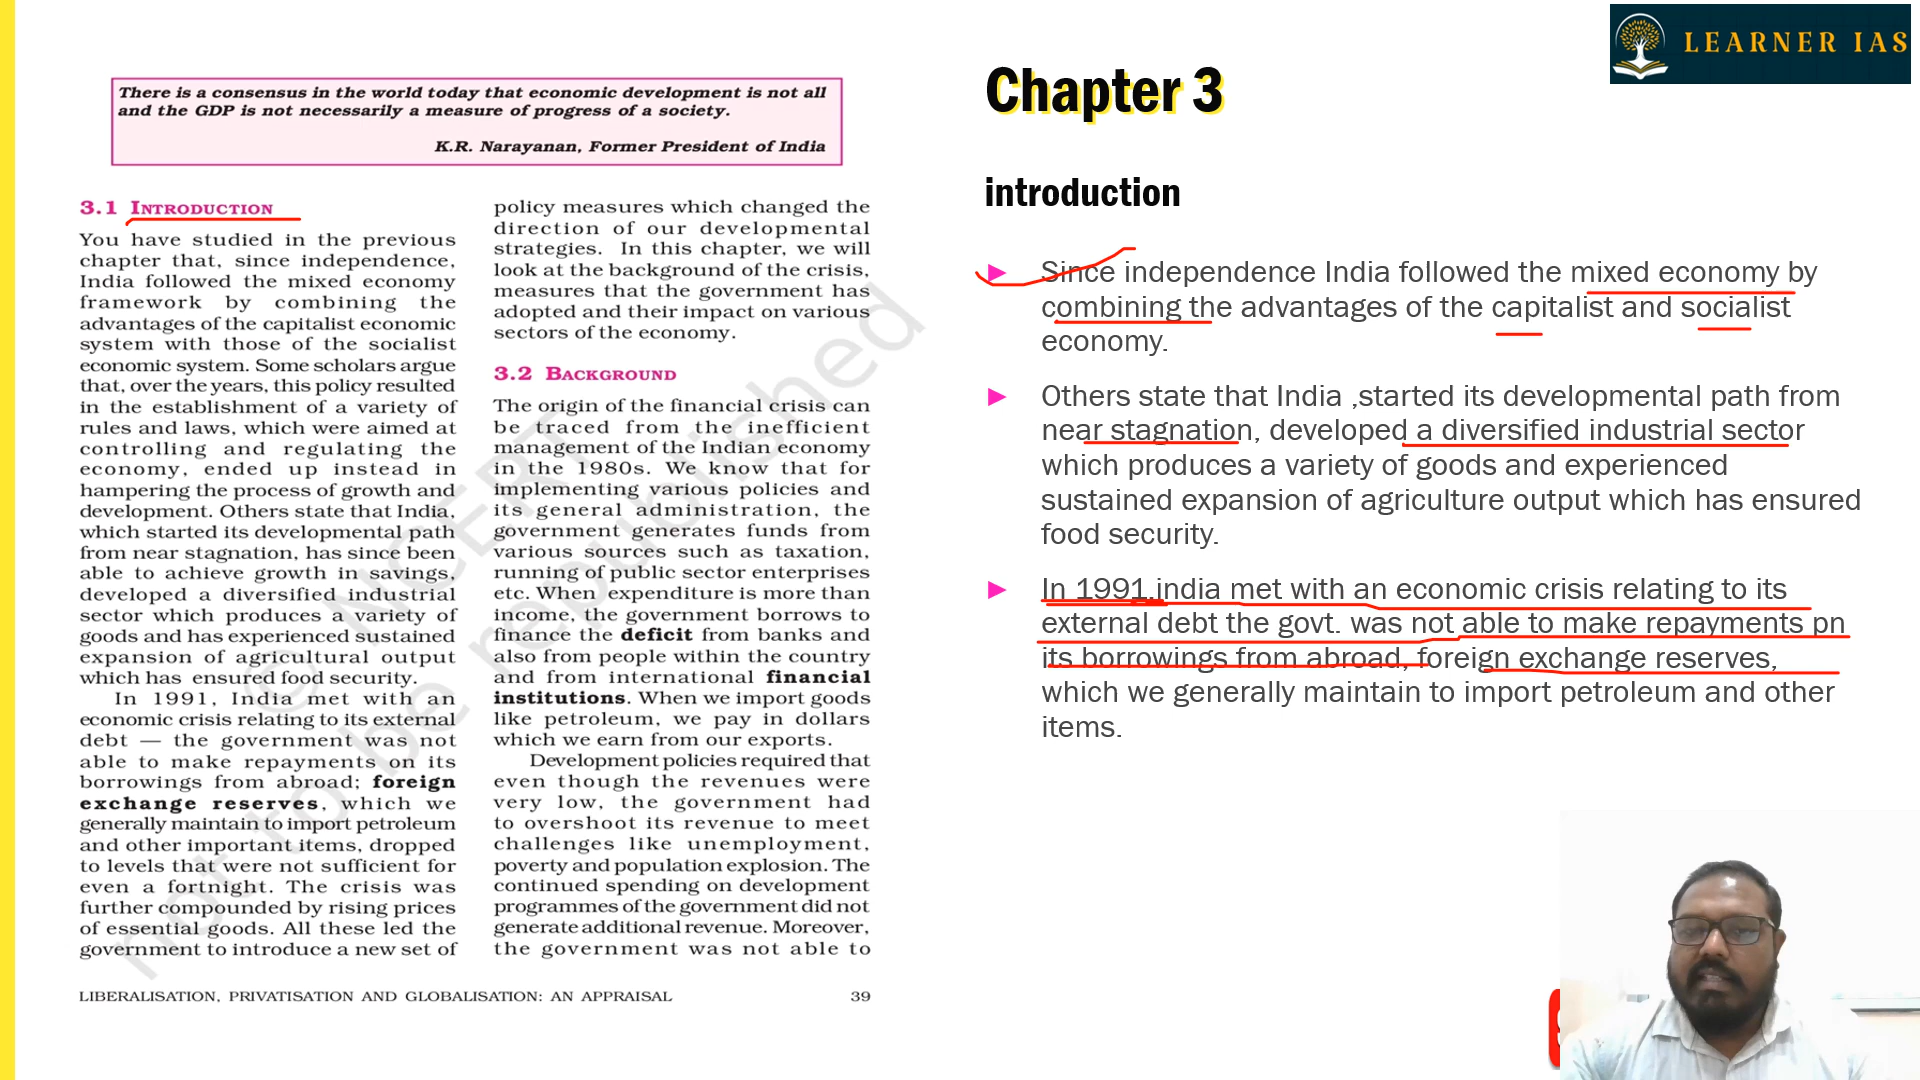 There is a consensus in the world today that economic development is not all
and the GDP is not necessarily a measure of progress of a society.
K.R. Narayanan, Former President of India
3.1 INTRODUCTION
You have studied in the previous
chapter that, since independence,
India followed the mixed economy
framework by combining the
advantages of the capitalist economic
system with those of the socialist
economic system. Some scholars argue
that, over the years, this policy resulted
in the establishment of a variety of
rules and laws, which were aimed at
controlling and regulating the
economy, ended up instead in
hampering the process of growth and
development. Others state that India,
which started its developmental path
from near stagnation, has since been
able to achieve growth in savings,
developed a diversified industrial
sector which produces a variety of
goods and has experienced sustained
expansion of agricultural output
which has ensured food security.
In 1991, India met with an
economic crisis relating to its external
debt — the government was not
able to make repayments on its
borrowings from abroad; foreign
exchange reserves, which we
generally maintain to import petroleum
and other important items, dropped
to levels that were not sufficient for
even a fortnight. The crisis was
further compounded by rising prices
of essential goods. All these led the
government to introduce a new set of
policy measures which changed the
direction of our developmental
strategies. In this chapter, we will
look at the background of the crisis,
measures that the government has
adopted and their impact on various
sectors of the economy.
3.2 BACKGROUND
The origin of the financial crisis can
be traced from the inefficient
management of the Indian economy
in the 1980s. We know that for
implementing various policies and
its general administration, the
government generates funds from
various sources such as taxation,
running of public sector enterprises
etc. When expenditure is more than
income, the government borrows to
finance the deficit from banks and
also from people within the country
and from international financial
institutions. When we import goods
like petroleum, we pay in dollars
which we earn from our exports.
Development policies required that
even though the revenues were
very low, the government had
to overshoot its revenue to meet
challenges like unemployment,
poverty and population explosion. The
continued spending on development
programmes of the government did not
generate additional revenue. Moreover,
the government was not able to
© NCERT
not to be republished
LIBERALISATION, PRIVATISATION AND GLOBALISATION: AN APPRAISAL 39
LEARNER IAS
Chapter 3
introduction
Since independence India followed the mixed economy by
combining the advantages of the capitalist and socialist
economy.
Others state that India ,started its developmental path from
near stagnation, developed a diversified industrial sector
which produces a variety of goods and experienced
sustained expansion of agriculture output which has ensured
food security.
In 1991.india met with an economic crisis relating to its
external debt the govt. was not able to make repayments pn
its borrowings from abroad, foreign exchange reserves,
which we generally maintain to import petroleum and other
items.